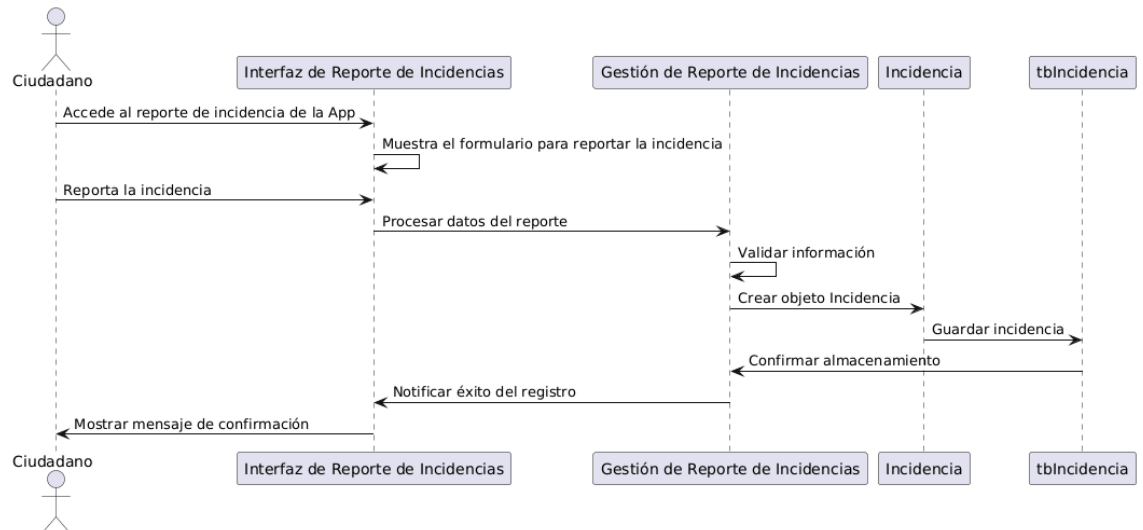 Ciudadano
Interfaz de Reporte de Incidencias
Gestión de Reporte de Incidencias
Incidencia
tbIncidencia
Accede al reporte de incidencia de la App
Muestra el formulario para reportar la incidencia
Reporta la incidencia
Procesar datos del reporte
Validar información
Crear objeto Incidencia
Guardar incidencia
Confirmar almacenamiento
Notificar éxito del registro
Mostrar mensaje de confirmación
Ciudadano
Interfaz de Reporte de Incidencias
Gestión de Reporte de Incidencias
Incidencia
tbIncidencia